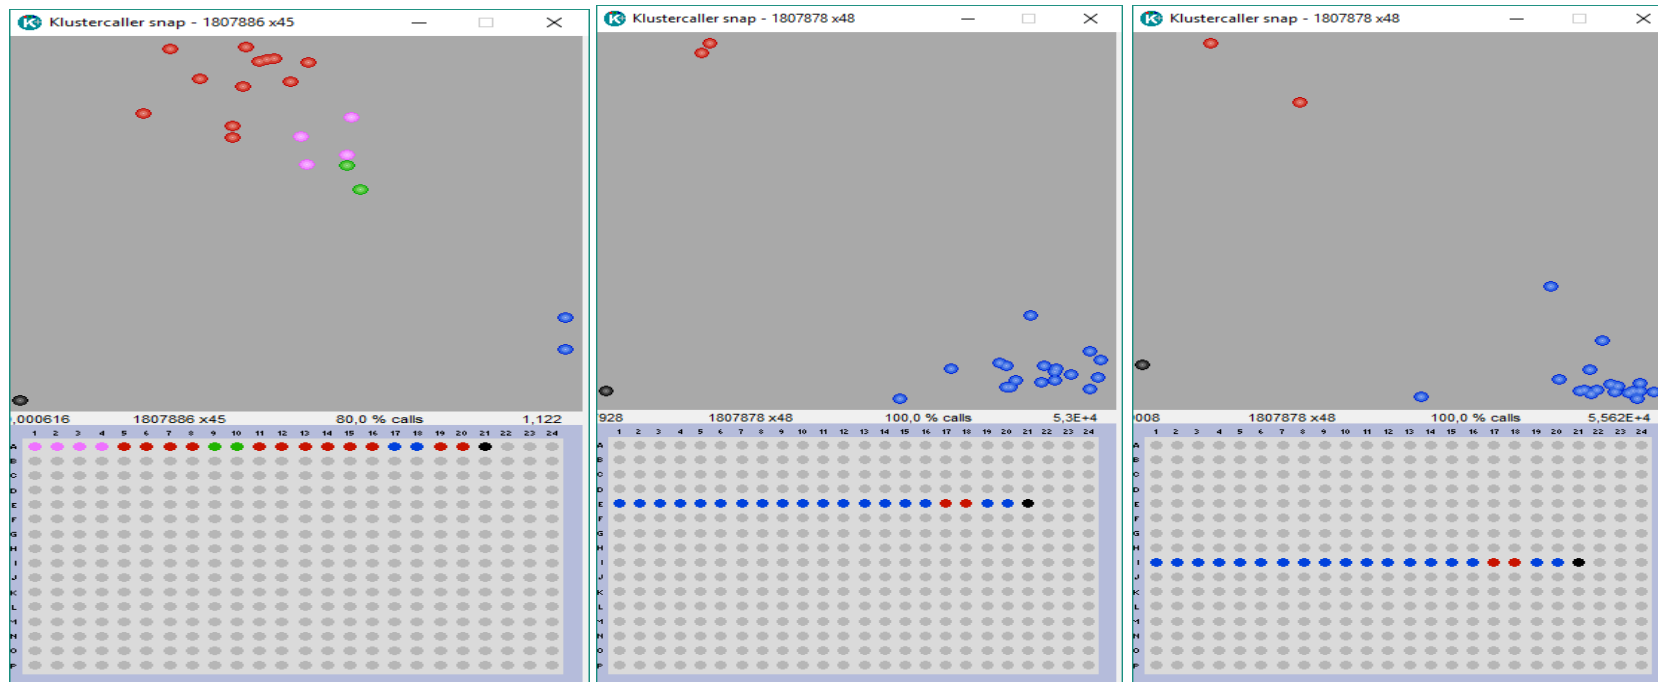 Klustercaller snap - 1807886 x45
,000616 1807886 x45 80,0 % calls 1,122
1 2 3 4 5 6 7 8 9 10 11 12 13 14 15 16 17 18 19 20 21 22 23 24
A
B
C
D
E
F
G
H
I
J
K
L
M
N
O
P
Klustercaller snap - 1807878 x48
928 1807878 x48 100,0 % calls 5,3E+4
1 2 3 4 5 6 7 8 9 10 11 12 13 14 15 16 17 18 19 20 21 22 23 24
A
B
C
D
E
F
G
H
I
J
K
L
M
N
O
P
Klustercaller snap - 1807878 x48
008 1807878 x48 100,0 % calls 5,562E+4
1 2 3 4 5 6 7 8 9 10 11 12 13 14 15 16 17 18 19 20 21 22 23 24
A
B
C
D
E
F
G
H
I
J
K
L
M
N
O
P